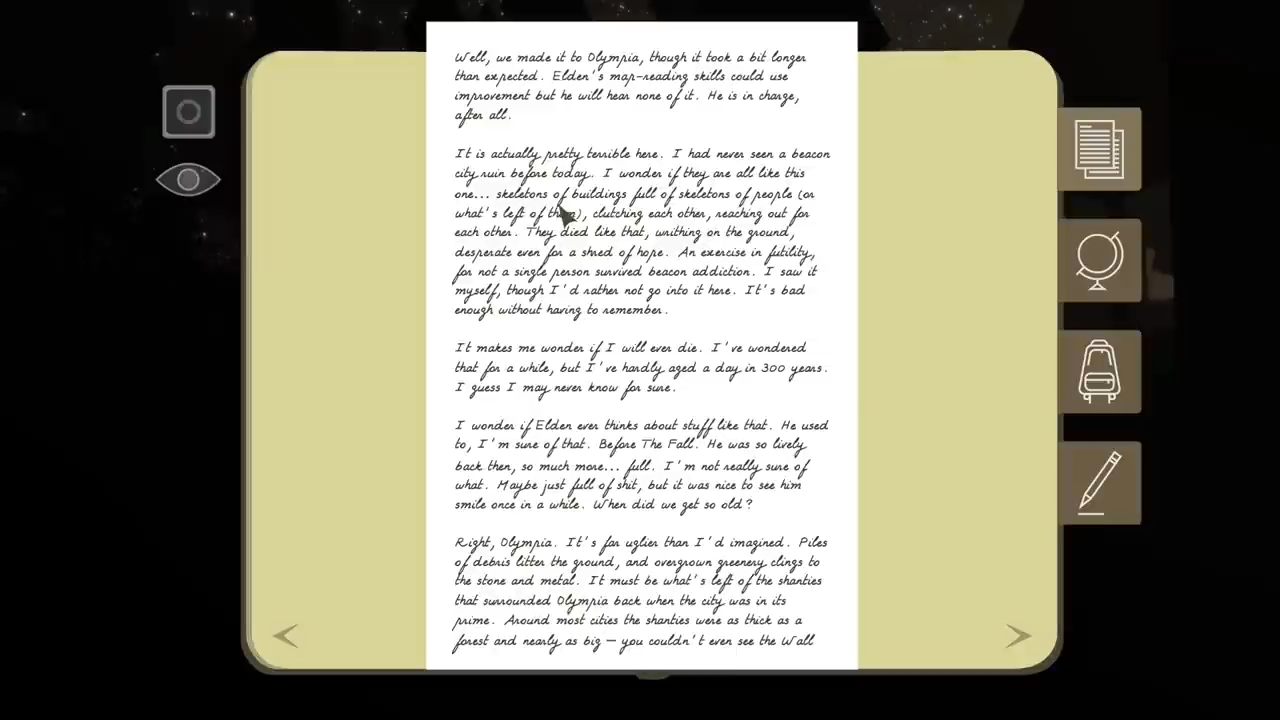 Well, we made it to Olympia, though it took a bit longer
than expected. Elden's map-reading skills could use
improvement but he will hear none of it. He is in charge,
after all.
It is actually pretty terrible here. I had never seen a beacon
city ruin before today. I wonder if they are all like this
one... skeletons of buildings full of skeletons of people (or
what's left of them), clutching each other, reaching out for
each other. They died like that, writhing on the ground,
desperate even for a shred of hope. An exercise in futility,
for not a single person survived beacon addiction. I saw it
myself, though I'd rather not go into it here. It's bad
enough without having to remember.
It makes me wonder if I will ever die. I've wondered
that for a while, but I've hardly aged a day in 300 years.
I guess I may never know for sure.
I wonder if Elden ever thinks about stuff like that. He used
to, I'm sure of that. Before The Fall. He was so lively
back then, so much more... full. I'm not really sure of
what. Maybe just full of shit, but it was nice to see him
smile once in a while. When did we get so old?
Right, Olympia. It's far uglier than I'd imagined. Piles
of debris litter the ground, and overgrown greenery clings to
the stone and metal. It must be what's left of the shanties
that surrounded Olympia back when the city was in its
prime. Around most cities the shanties were as thick as a
forest and nearly as big — you couldn't even see the Wall